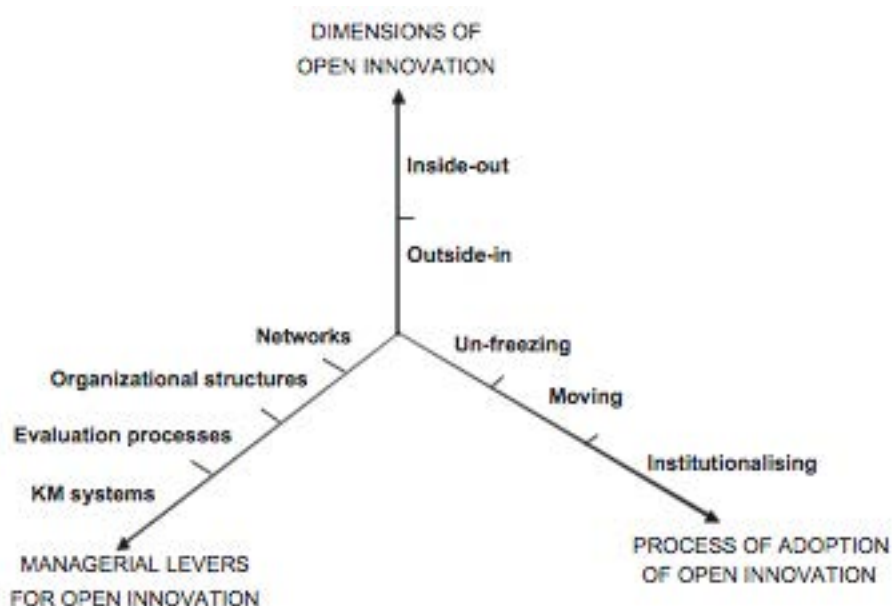 DIMENSIONS OF
OPEN INNOVATION
Inside-out
Outside-in
Networks
Organizational structures
Evaluation processes
KM systems
MANAGERIAL LEVERS
FOR OPEN INNOVATION
Un-freezing
Moving
Institutionalising
PROCESS OF ADOPTION
OF OPEN INNOVATION